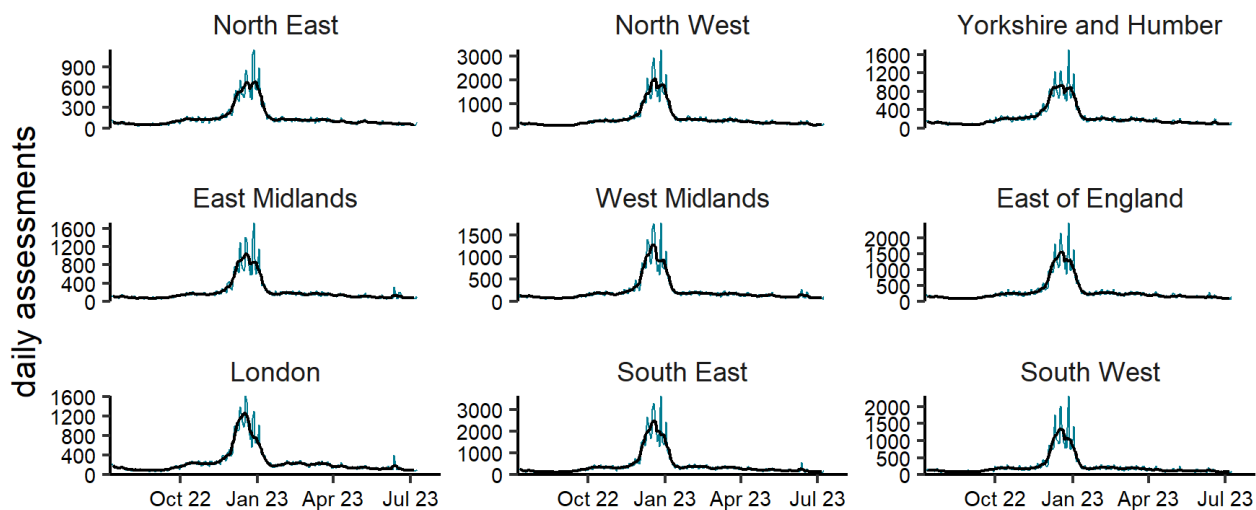 North East North West Yorkshire and Humber
900 3000 1600
600 2000 1200
300 1000 800
0 0 400
0
daily assessments
East Midlands West Midlands East of England
1600 1500 2000
1200 1000 1500
800 500 1000
400 0 500
0 0
London South East South West
1600 3000 2000
1200 2000 1500
800 1000 1000
400 0 500
0 0
Oct 22 Jan 23 Apr 23 Jul 23 Oct 22 Jan 23 Apr 23 Jul 23 Oct 22 Jan 23 Apr 23 Jul 23